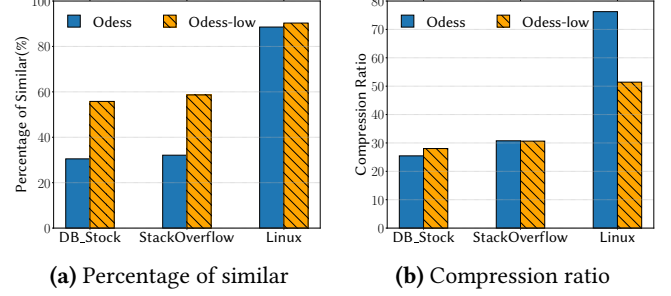 Percentage of Similar(%)
100
80
60
40
20
0
Odess
Odess-low
DB_Stock
StackOverflow
Linux
(a) Percentage of similar
Compression Ratio
80
70
60
50
40
30
20
10
0
Odess
Odess-low
DB_Stock
StackOverflow
Linux
(b) Compression ratio